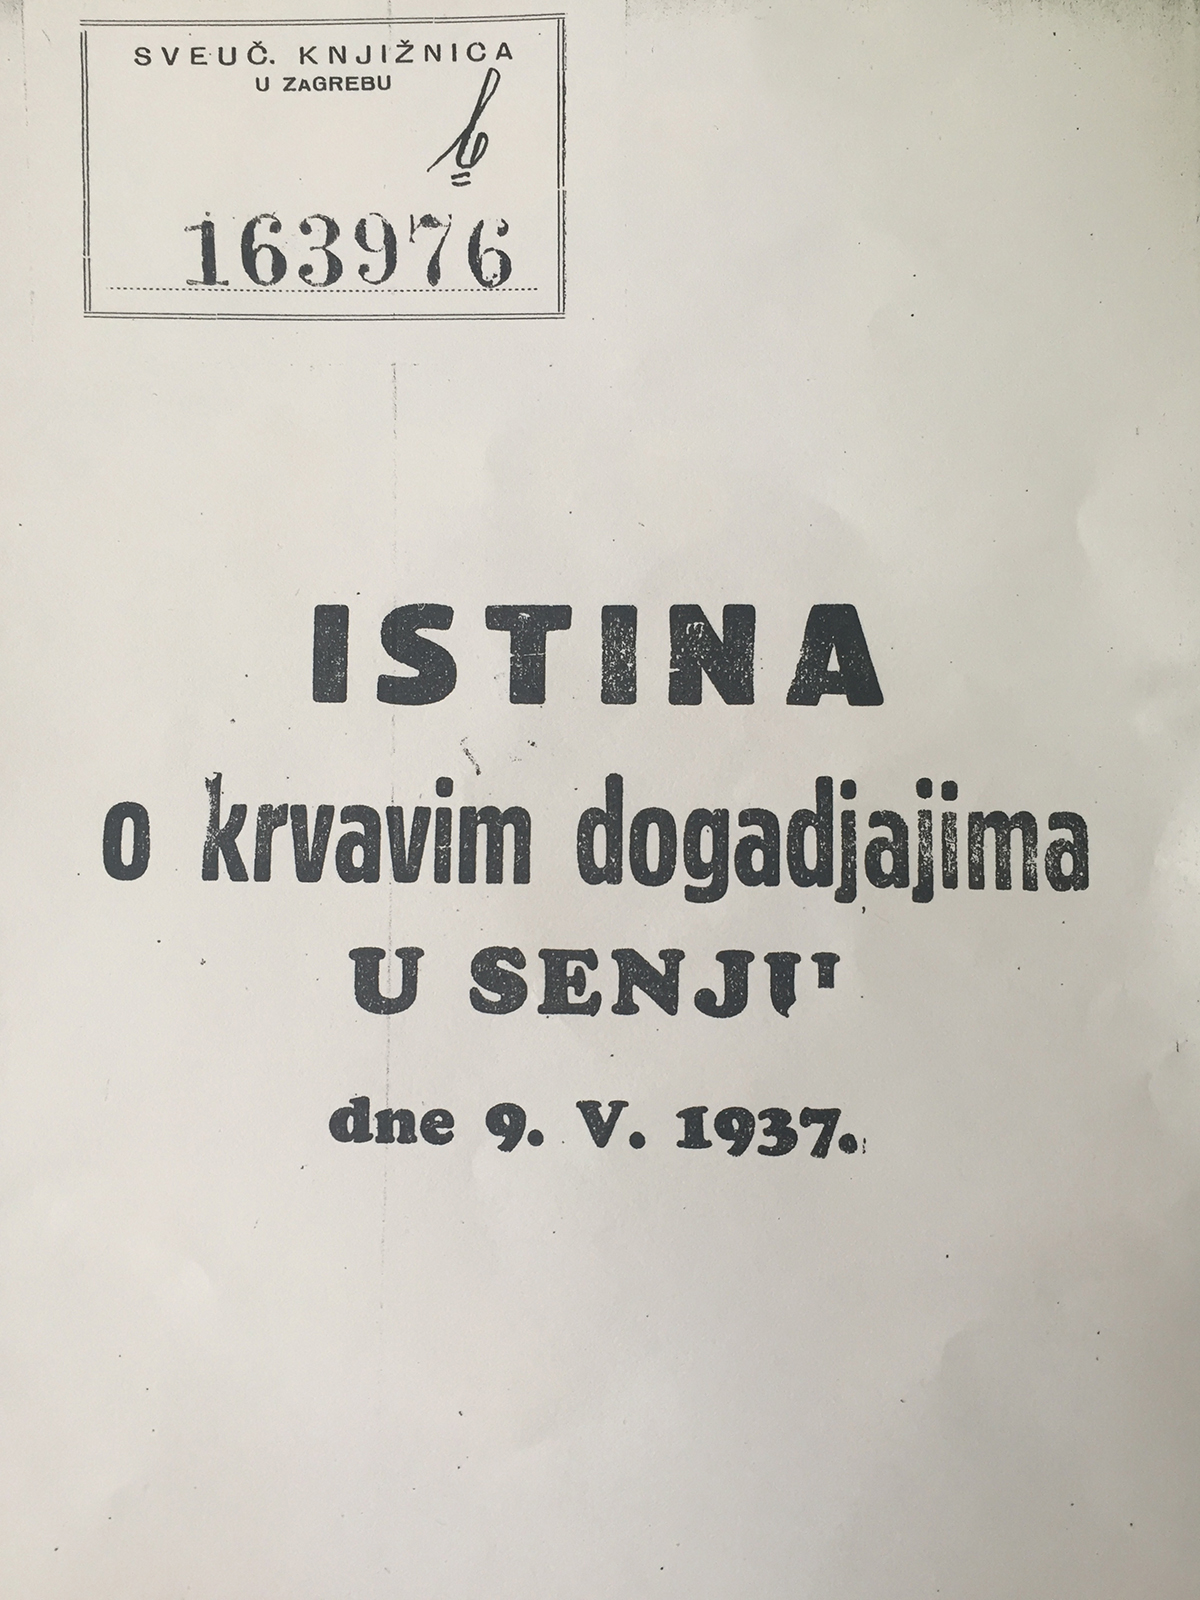 SVEUČ. KNJIŽNICA
U ZAGREBU
b
163976
ISTINA
o krvavim dogadjajima
U SENJU
dne 9. V. 1937.